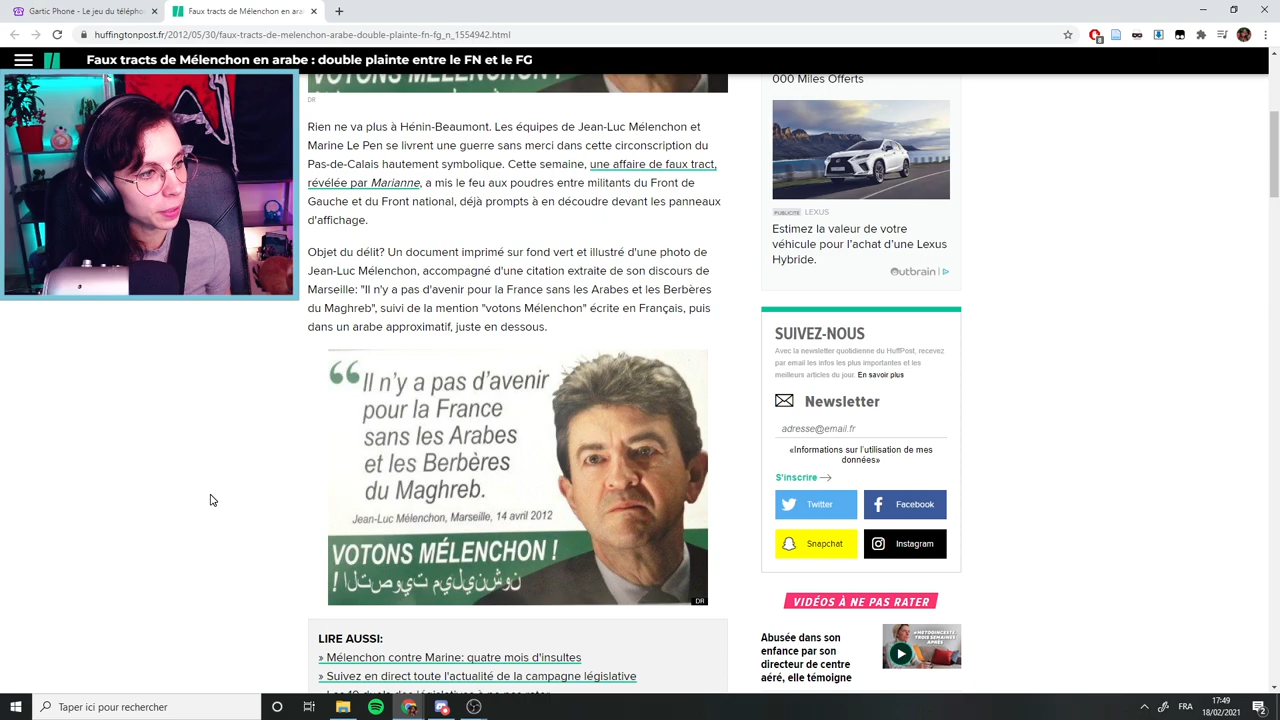 Gartic Phone - Le jeu du téléph
Faux tracts de Mélenchon en ara
huffingtonpost.fr/2012/05/30/faux-tracts-de-melenchon-arabe-double-plainte-fn-fg_n_1554942.html
Faux tracts de Mélenchon en arabe : double plainte entre le FN et le FG
VOTONS MÉLENCHON !
DR
Rien ne va plus à Hénin-Beaumont. Les équipes de Jean-Luc Mélenchon et
Marine Le Pen se livrent une guerre sans merci dans cette circonscription du
Pas-de-Calais hautement symbolique. Cette semaine, une affaire de faux tract,
révélée par Marianne, a mis le feu aux poudres entre militants du Front de
Gauche et du Front national, déjà prompts à en découdre devant les panneaux
d'affichage.
Objet du délit? Un document imprimé sur fond vert et illustré d'une photo de
Jean-Luc Mélenchon, accompagné d'une citation extraite de son discours de
Marseille: "Il n'y a pas d'avenir pour la France sans les Arabes et les Berbères
du Maghreb", suivi de la mention "votons Mélenchon" écrite en Français, puis
dans un arabe approximatif, juste en dessous.
“Il n'y a pas d'avenir
pour la France
sans les Arabes
et les Berbères
du Maghreb.
Jean-Luc Mélenchon, Marseille, 14 avril 2012
VOTONS MÉLENCHON !
DR
LIRE AUSSI:
» Mélenchon contre Marine: quatre mois d'insultes
» Suivez en direct toute l'actualité de la campagne législative
000 Miles Offerts
PUBLICITÉ LEXUS
Estimez la valeur de votre
véhicule pour l'achat d'une Lexus
Hybride.
Outbrain
SUIVEZ-NOUS
Avec la newsletter quotidienne du HuffPost, recevez
par email les infos les plus importantes et les
meilleurs articles du jour. En savoir plus
Newsletter
adresse@email.fr
«Informations sur l'utilisation de mes
données»
S'inscrire
Twitter
Facebook
Snapchat
Instagram
VIDÉOS À NE PAS RATER
Abusée dans son
enfance par son
directeur de centre
aéré, elle témoigne
#METOOINCESTE
TROIS SEMAINES
APRÈS
Taper ici pour rechercher
FRA
17:49
18/02/2021